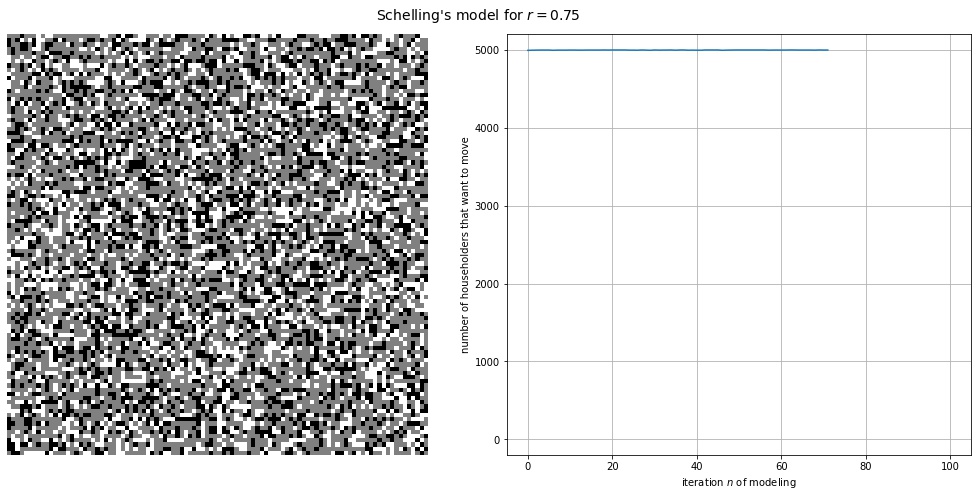 Schelling's model for r = 0.75
number of householders that want to move
5000
4000
3000
2000
1000
0
0 20 40 60 80 100
iteration n of modeling